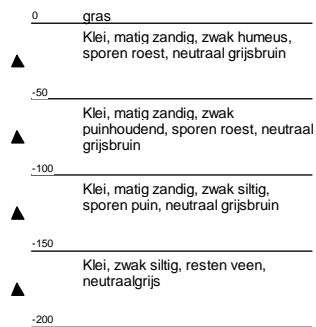 0 gras
Klei, matig zandig, zwak humeus,
sporen roest, neutraal grijsbruin
-50
Klei, matig zandig, zwak
puinhoudend, sporen roest, neutraal
grijsbruin
-100
Klei, matig zandig, zwak siltig,
sporen puin, neutraal grijsbruin
-150
Klei, zwak siltig, resten veen,
neutraalgrijs
-200